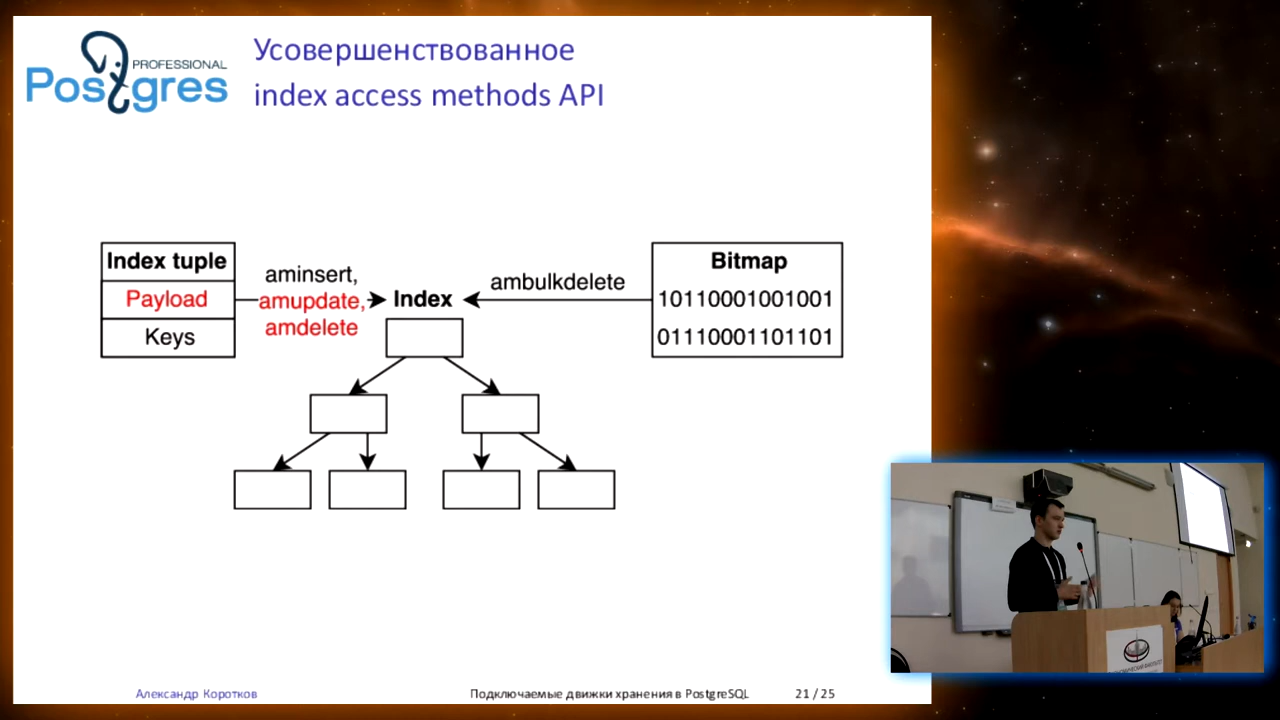 PROFESSIONAL
Postgres
Усовершенствованное
index access methods API
Index tuple
Payload
Keys
aminsert,
amupdate,
amdelete
Index
ambulkdelete
Bitmap
10110001001001
01110001101101
Александр Коротков
Подключаемые движки хранения в PostgreSQL
21 / 25